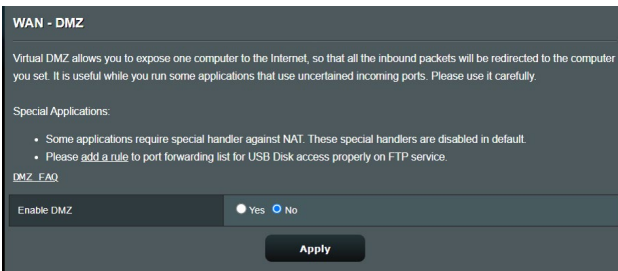 WAN - DMZ
Virtual DMZ allows you to expose one computer to the Internet, so that all the inbound packets will be redirected to the computer
you set. It is useful while you run some applications that use uncertained incoming ports. Please use it carefully.
Special Applications:
• Some applications require special handler against NAT. These special handlers are disabled in default.
• Please add a rule to port forwarding list for USB Disk access properly on FTP service.
DMZ FAQ
Enable DMZ Yes No
Apply